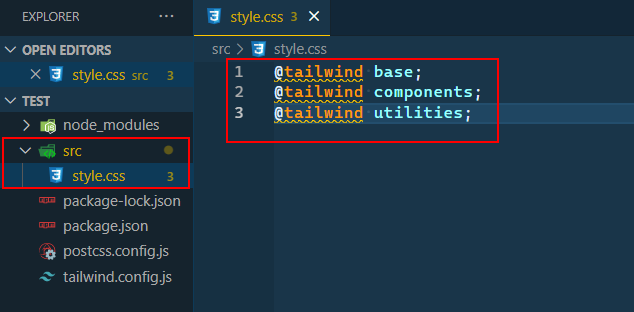 EXPLORER
OPEN EDITORS
style.css src 3
TEST
node_modules
src
style.css 3
package-lock.json
package.json
postcss.config.js
tailwind.config.js
style.css 3
src > style.css
1 @tailwind base;
2 @tailwind components;
3 @tailwind utilities;